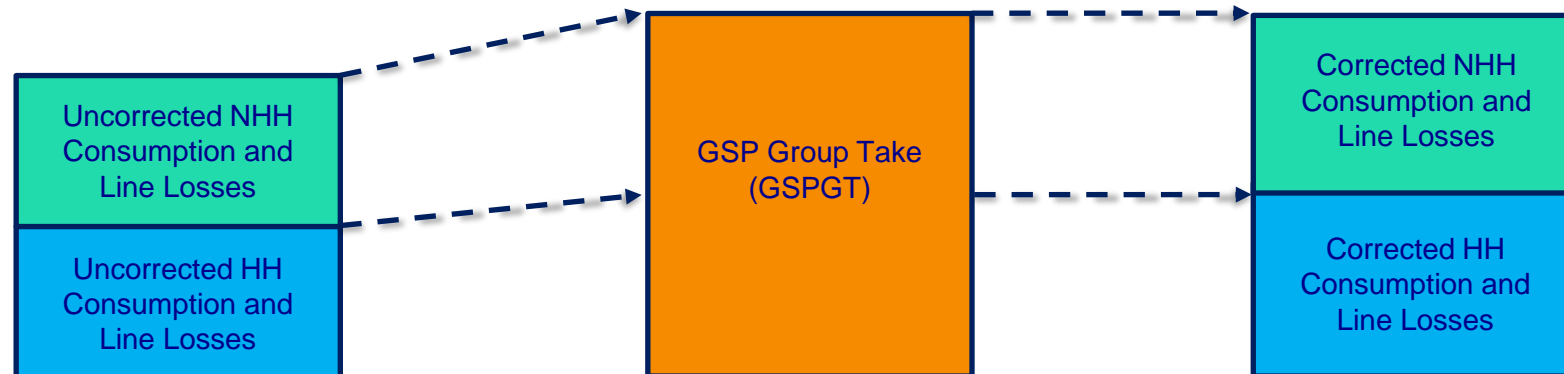 Uncorrected NHH
Consumption and
Line Losses
Uncorrected HH
Consumption and
Line Losses
GSP Group Take
(GSPGT)
Corrected NHH
Consumption and
Line Losses
Corrected HH
Consumption and
Line Losses